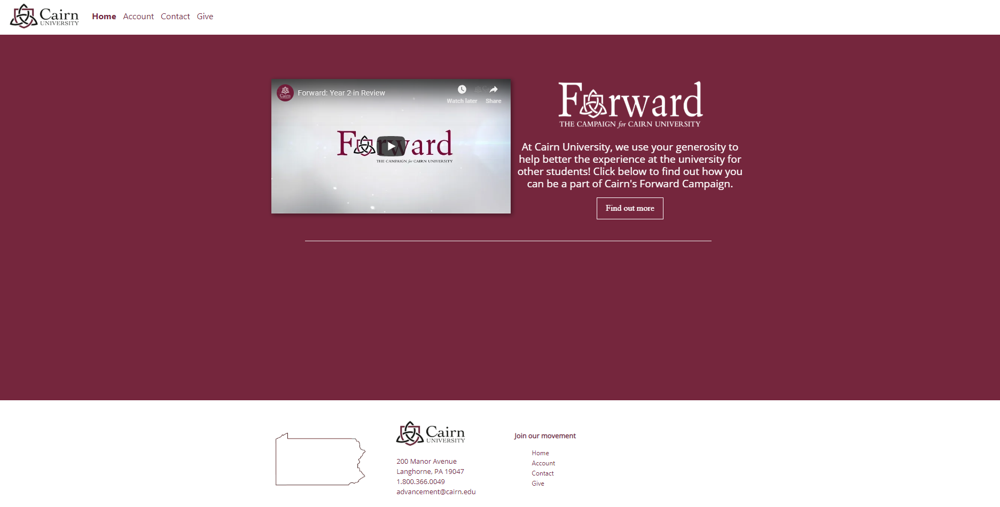 Cairn
UNIVERSITY
Home Account Contact Give
Cairn
Forward: Year 2 in Review
Watch later Share
Forward
THE CAMPAIGN for CAIRN UNIVERSITY
Forward
THE CAMPAIGN for CAIRN UNIVERSITY
At Cairn University, we use your generosity to
help better the experience at the university for
other students! Click below to find out how you
can be a part of Cairn's Forward Campaign.
Find out more
Cairn
UNIVERSITY
200 Manor Avenue
Langhorne, PA 19047
1.800.366.0049
advancement@cairn.edu
Join our movement
Home
Account
Contact
Give